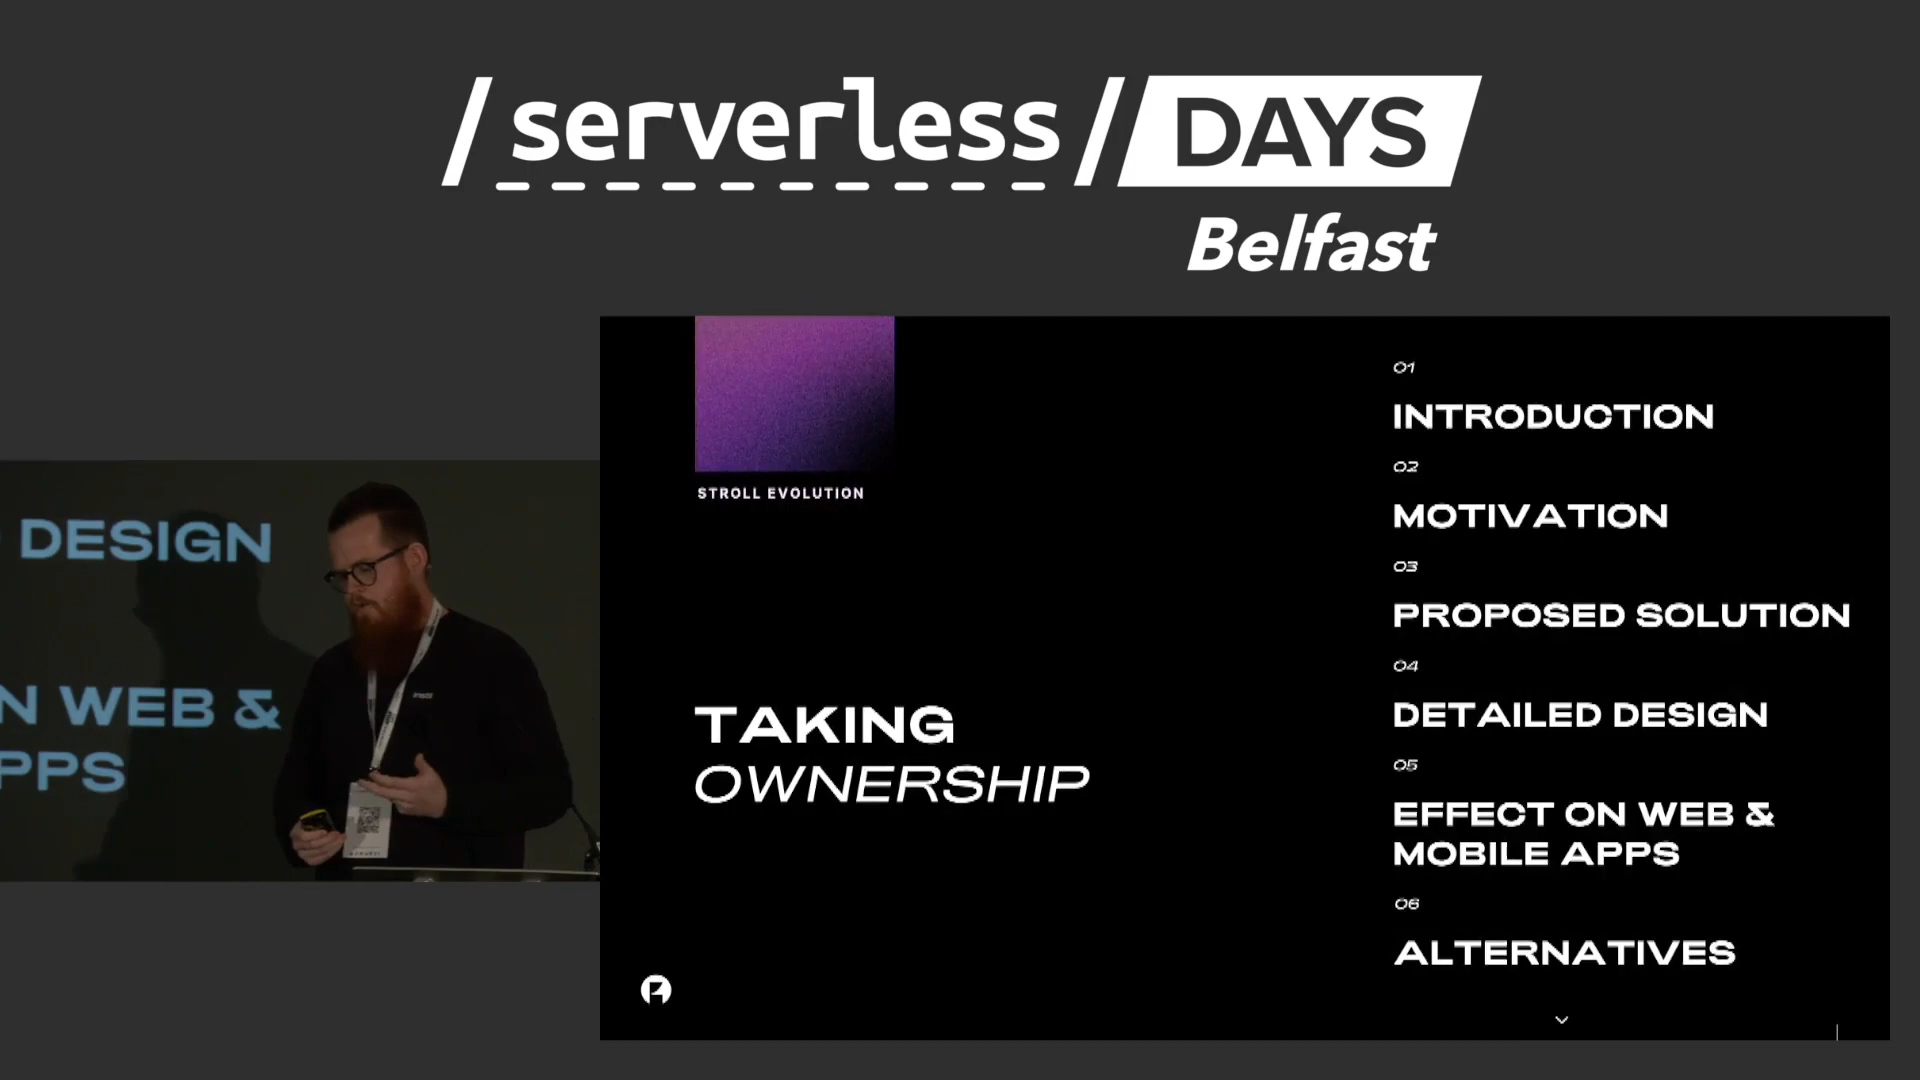 /serverless/DAYS
Belfast
DESIGN
N WEB &
PPS
insti
STROLL EVOLUTION
TAKING
OWNERSHIP
01
INTRODUCTION
02
MOTIVATION
03
PROPOSED SOLUTION
04
DETAILED DESIGN
05
EFFECT ON WEB &
MOBILE APPS
06
ALTERNATIVES